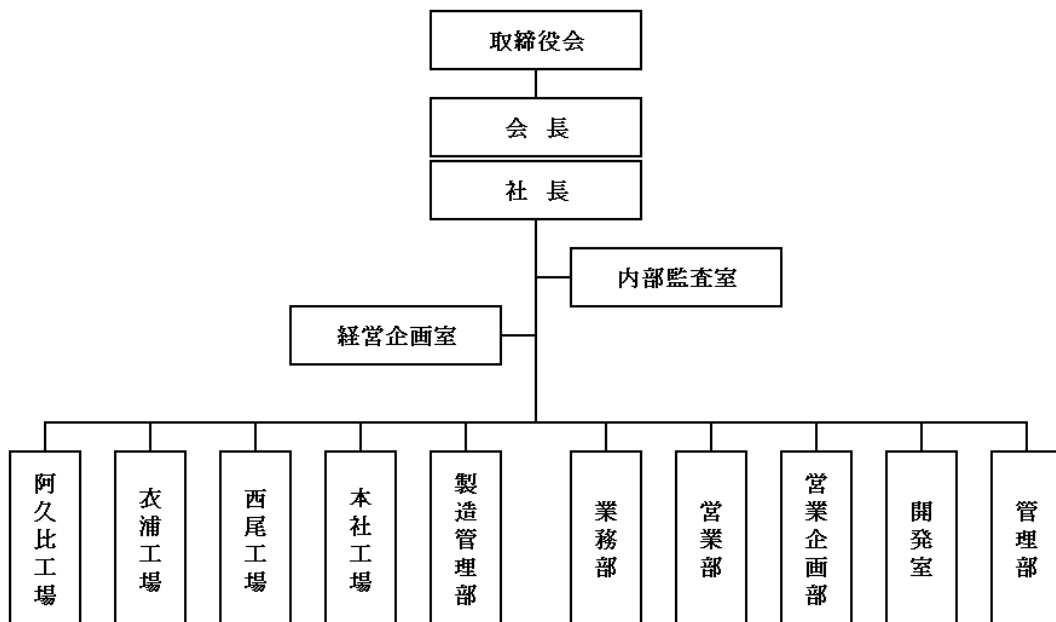 取締役会
会 長
社 長
内部監査室
経営企画室
阿久比工場
衣浦工場
西尾工場
本社工場
製造管理部
業務部
営業部
営業企画部
開発室
管理部